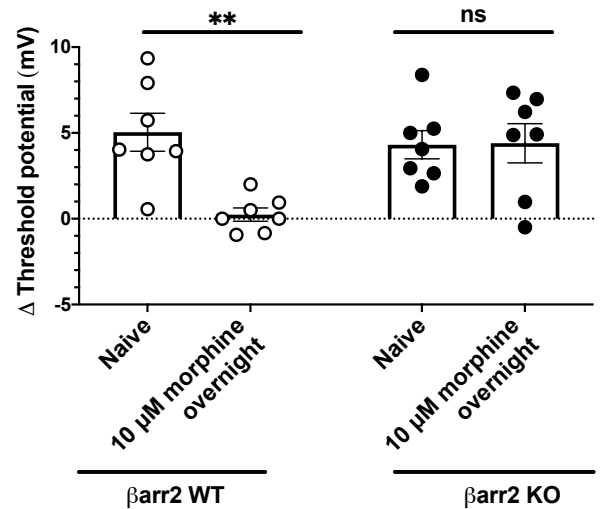 ** ns
10
5
0
-5
Δ Threshold potential (mV)
Naive
10 µM morphine
overnight
Naive
10 µM morphine
overnight
βarr2 WT
βarr2 KO